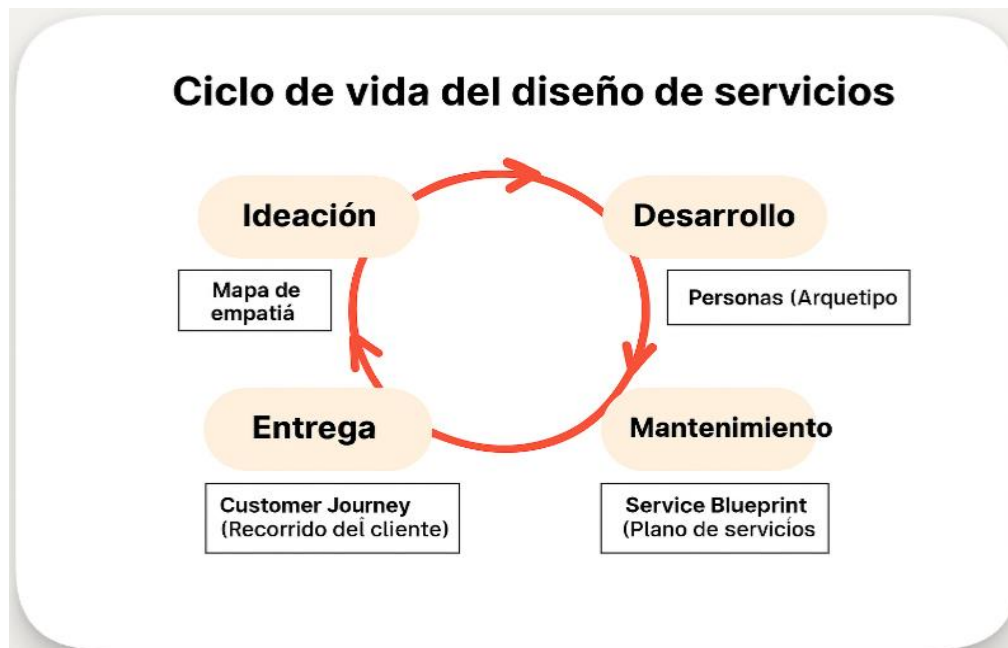 Ciclo de vida del diseño de servicios
Ideación
Desarrollo
Mapa de
empatiá
Personas (Arquetipo
Entrega
Mantenimiento
Customer Journey
(Recorrido del̂ cliente)
Service Blueprint
(Plano de servicíos